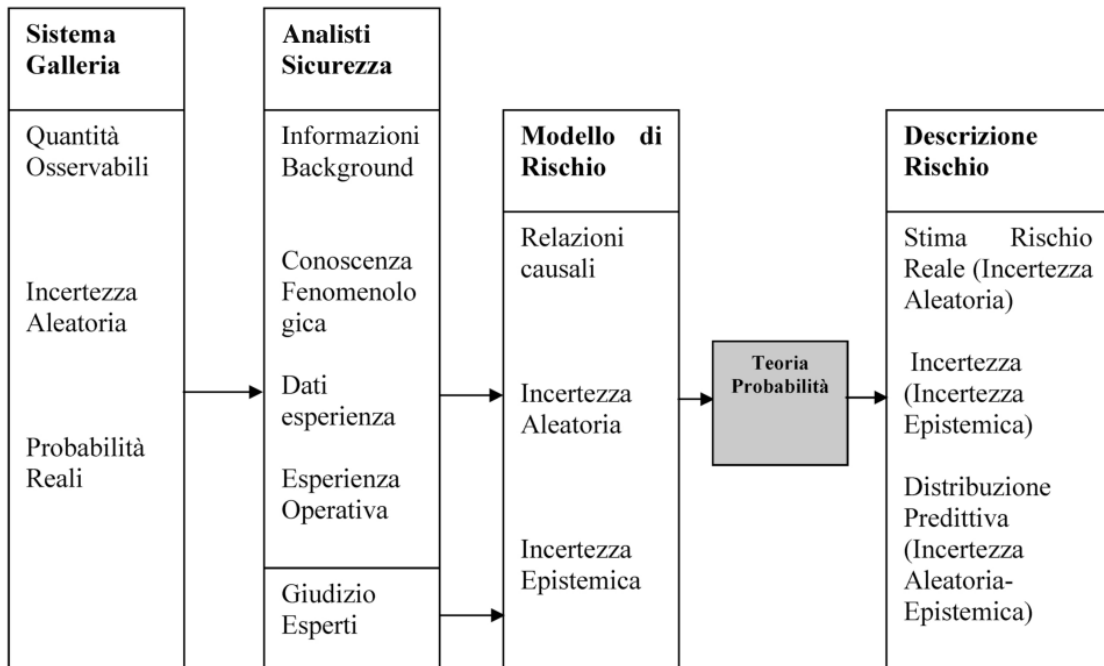 Sistema
Galleria
Quantità
Osservabili
Incertezza
Aleatoria
Probabilità
Reali
Analisti
Sicurezza
Informazioni
Background
Conoscenza
Fenomenolo
gica
Dati
esperienza
Esperienza
Operativa
Giudizio
Esperti
Modello di
Rischio
Relazioni
causali
Incertezza
Aleatoria
Incertezza
Epistemica
Teoria
Probabilità
Descrizione
Rischio
Stima Rischio
Reale (Incertezza
Aleatoria)
Incertezza
(Incertezza
Epistemica)
Distribuzione
Predittiva
(Incertezza
Aleatoria-
Epistemica)